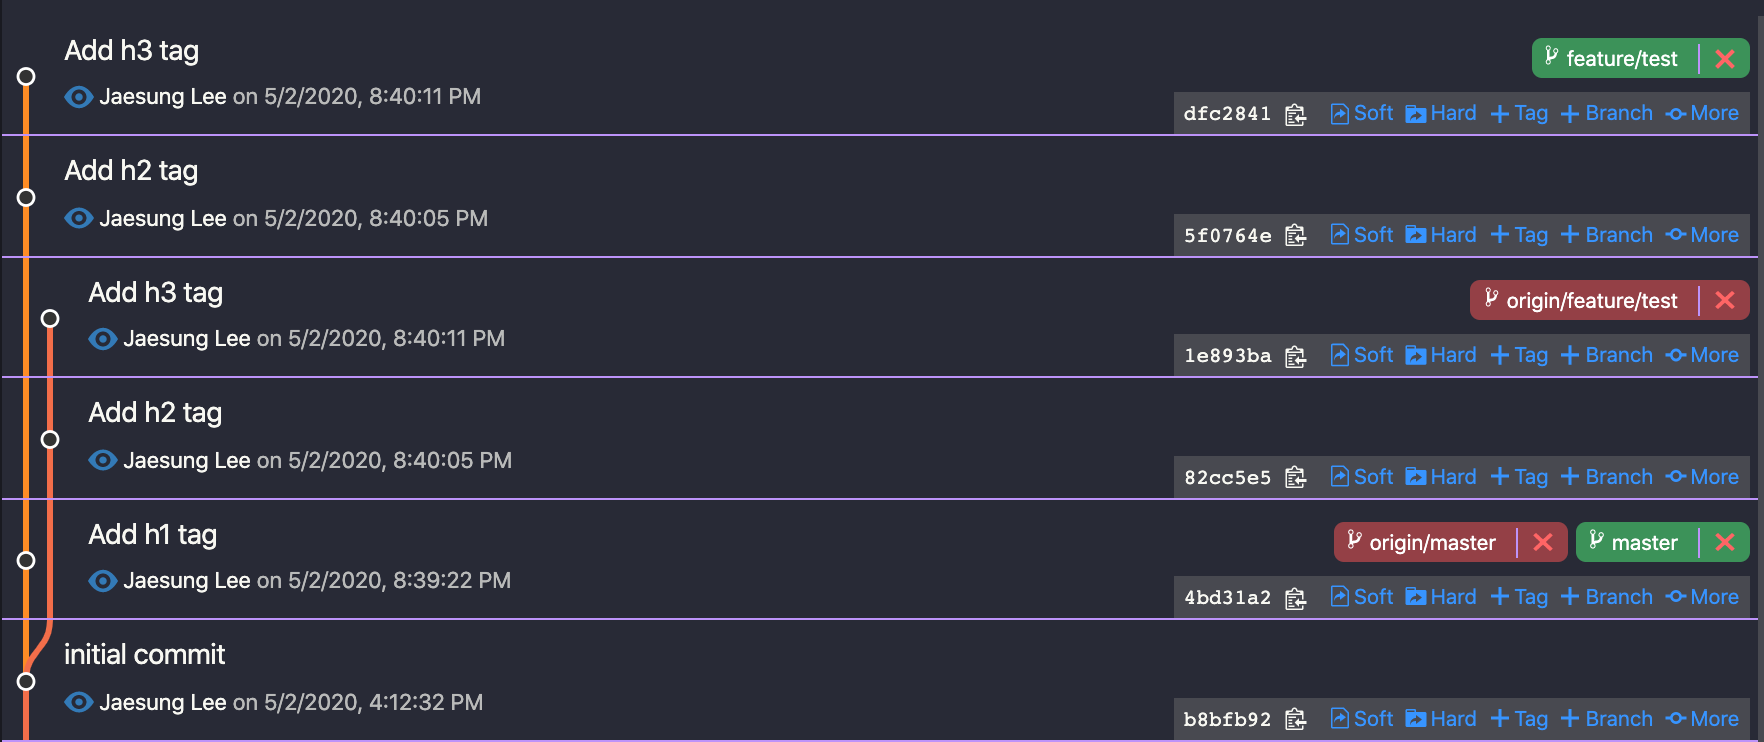 Add h3 tag
feature/test
Jaesung Lee on 5/2/2020, 8:40:11 PM
dfc2841 Soft Hard Tag Branch More
Add h2 tag
Jaesung Lee on 5/2/2020, 8:40:05 PM
5f0764e Soft Hard Tag Branch More
Add h3 tag
origin/feature/test
Jaesung Lee on 5/2/2020, 8:40:11 PM
1e893ba Soft Hard Tag Branch More
Add h2 tag
Jaesung Lee on 5/2/2020, 8:40:05 PM
82cc5e5 Soft Hard Tag Branch More
Add h1 tag
origin/master master
Jaesung Lee on 5/2/2020, 8:39:22 PM
4bd31a2 Soft Hard Tag Branch More
initial commit
Jaesung Lee on 5/2/2020, 4:12:32 PM
b8bfb92 Soft Hard Tag Branch More